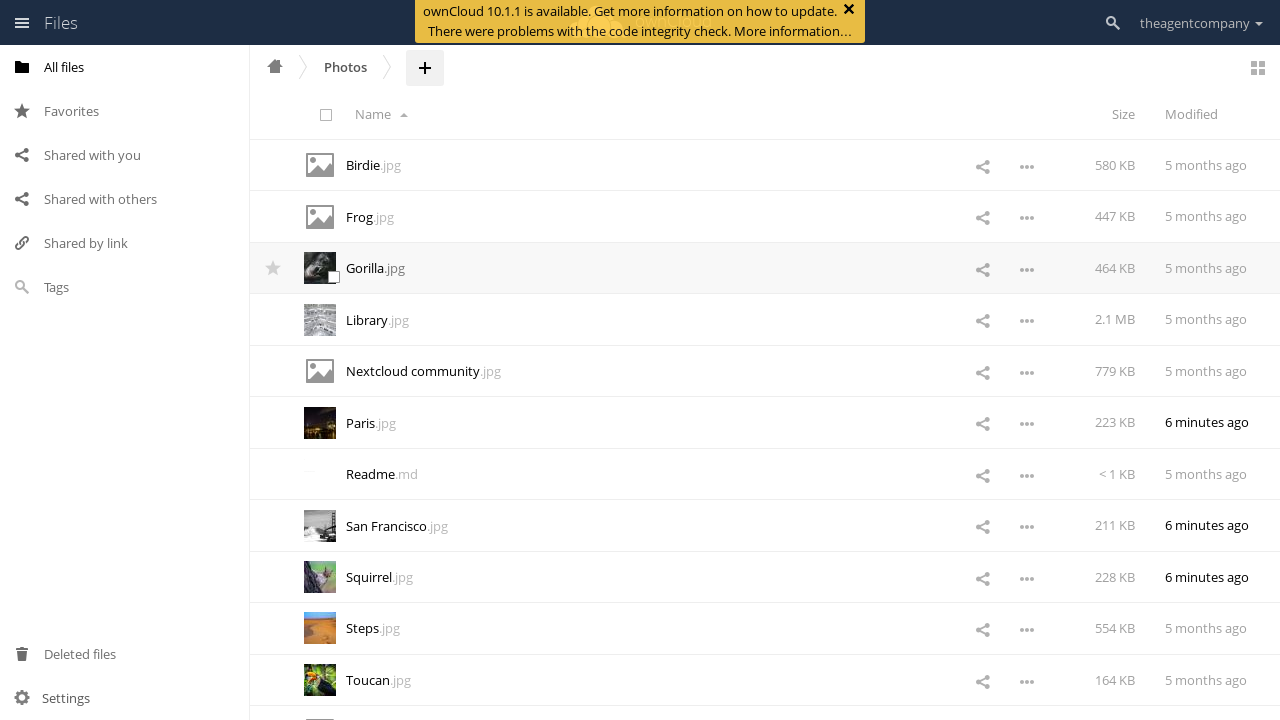 Files
ownCloud 10.1.1 is available. Get more information on how to update.
There were problems with the code integrity check. More information…
theagentcompany
All files
Favorites
Shared with you
Shared with others
Shared by link
Tags
Deleted files
Settings
Photos
Name
Size
Modified
Birdie.jpg 580 KB 5 months ago
Frog.jpg 447 KB 5 months ago
Gorilla.jpg 464 KB 5 months ago
Library.jpg 2.1 MB 5 months ago
Nextcloud community.jpg 779 KB 5 months ago
Paris.jpg 223 KB 6 minutes ago
Readme.md < 1 KB 5 months ago
San Francisco.jpg 211 KB 6 minutes ago
Squirrel.jpg 228 KB 6 minutes ago
Steps.jpg 554 KB 5 months ago
Toucan.jpg 164 KB 5 months ago